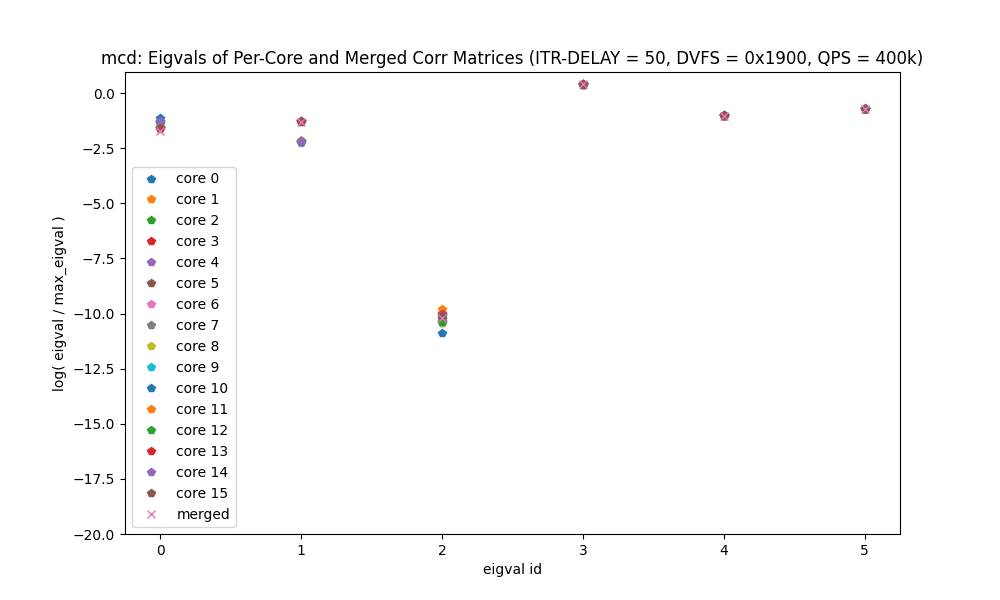 mcd: Eigvals of Per-Core and Merged Corr Matrices (ITR-DELAY = 50, DVFS = 0x1900, QPS = 400k)
log( eigval / max_eigval )
0.0
−2.5
−5.0
−7.5
−10.0
−12.5
−15.0
−17.5
−20.0
core 0
core 1
core 2
core 3
core 4
core 5
core 6
core 7
core 8
core 9
core 10
core 11
core 12
core 13
core 14
core 15
merged
0 1 2 3 4 5
eigval id